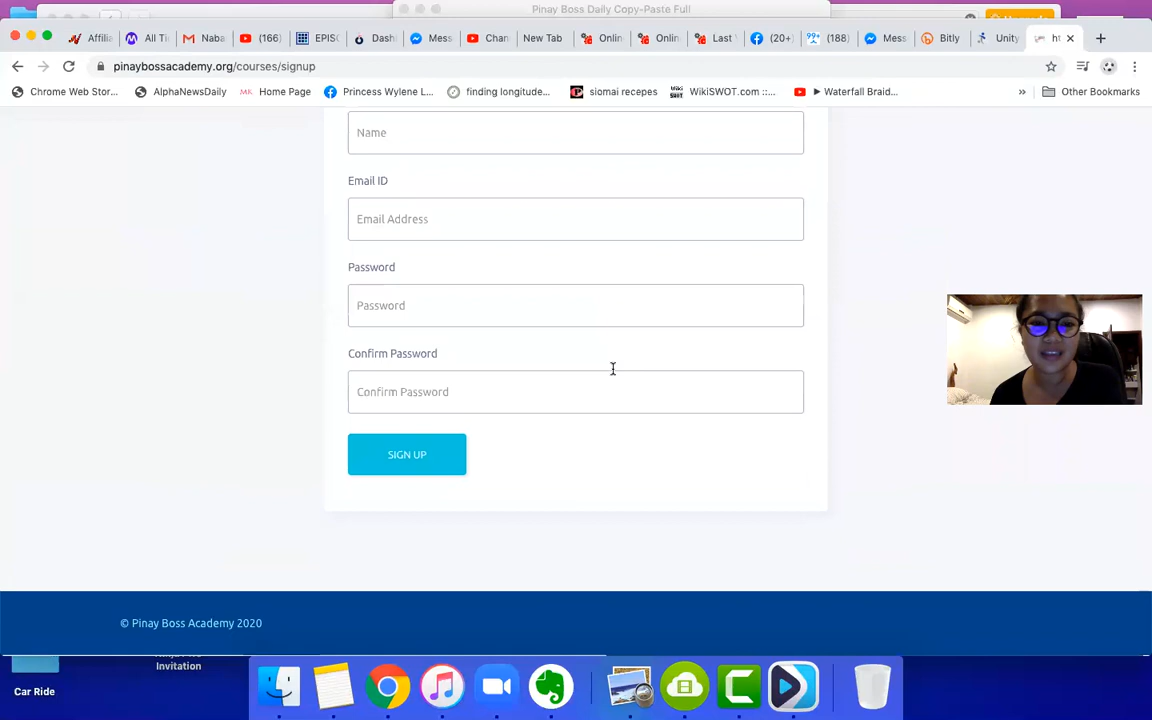 Pinay Boss Daily Copy-Paste Full
Affilia
All Ti
Naba
(166)
EPISO
Dash
Mess
Chan
New Tab
Onlin
Onlin
Last V
(20+)
(188)
Mess
Bitly
Unity
ht
pinaybossacademy.org/courses/signup
Chrome Web Stor...
AlphaNewsDaily
Home Page
Princess Wylene L...
finding longitude...
siomai recepes
WikiSWOT.com ::...
► Waterfall Braid...
»
Other Bookmarks
Name
Email ID
Email Address
Password
Password
Confirm Password
Confirm Password
SIGN UP
© Pinay Boss Academy 2020
Invitation
Car Ride